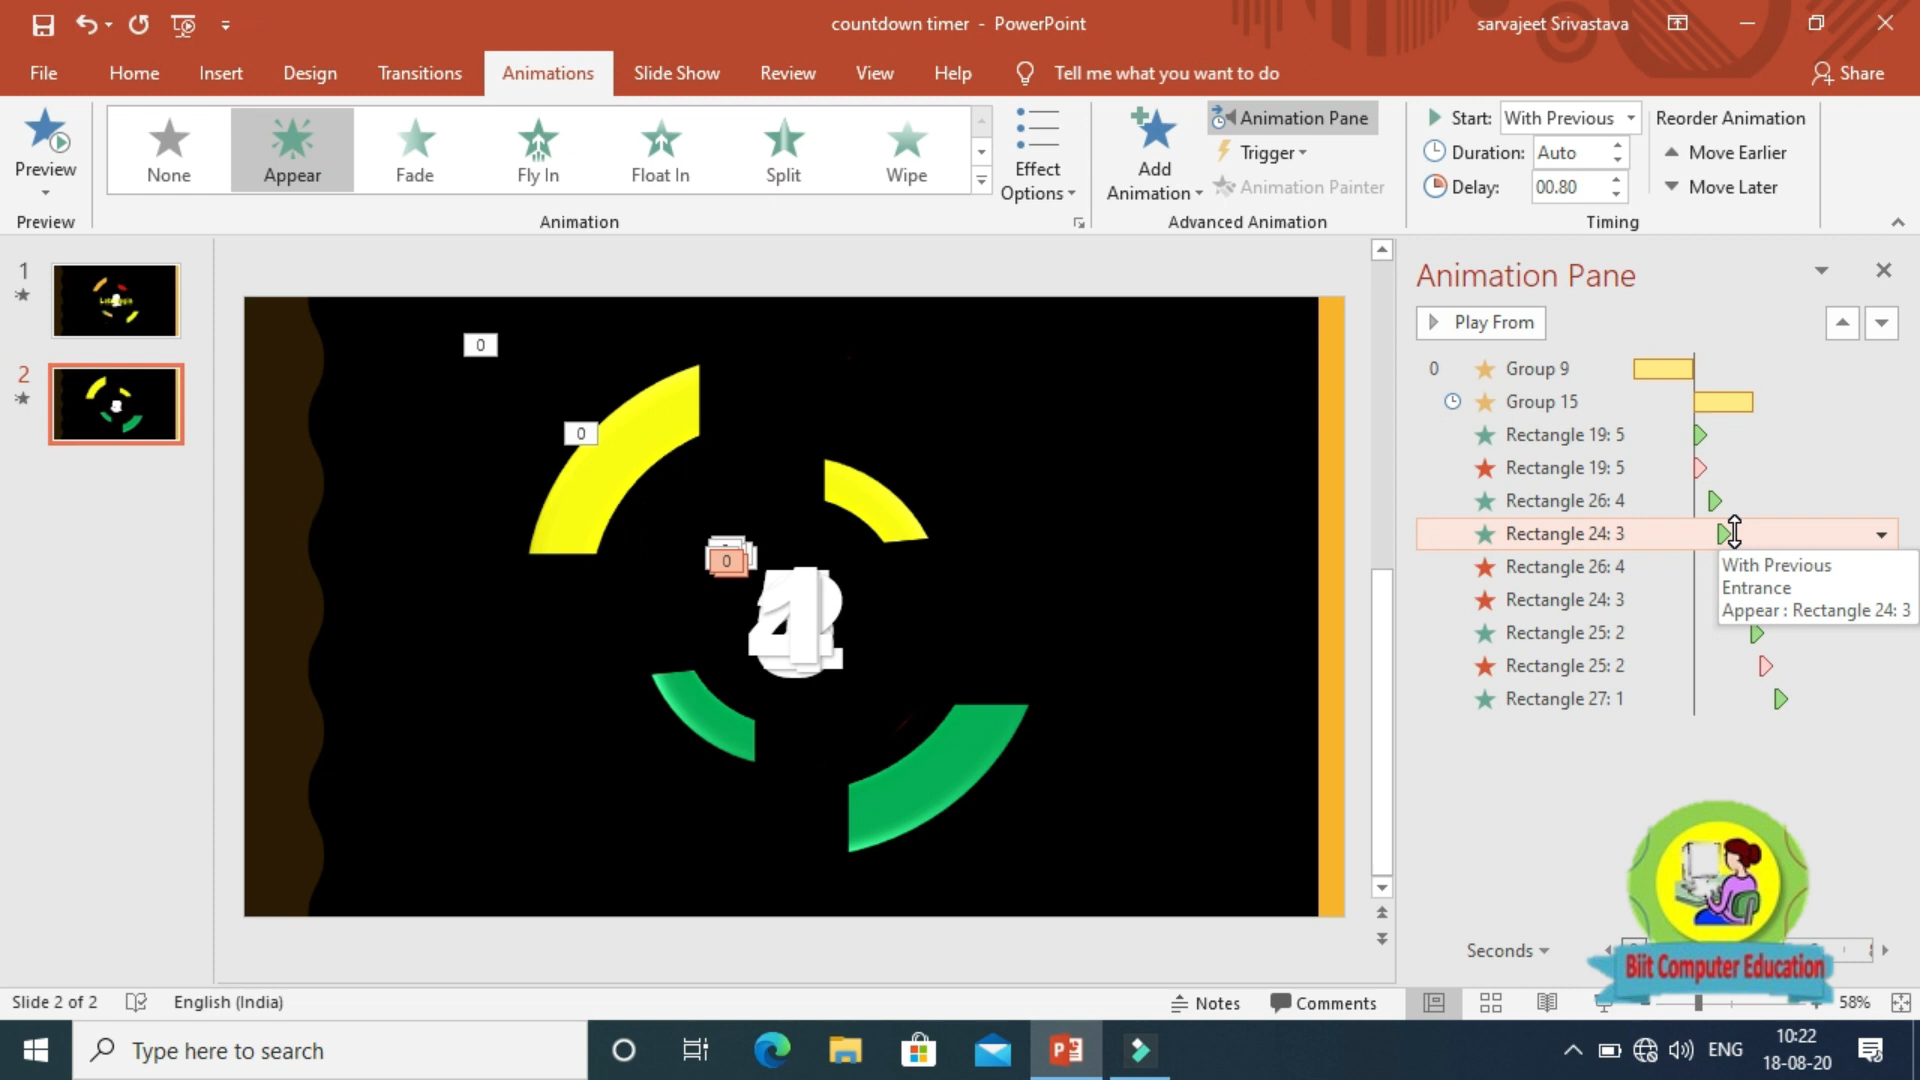 countdown timer - PowerPoint
sarvajeet Srivastava
File Home Insert Design Transitions Animations Slide Show Review View Help Tell me what you want to do Share
Preview
None Appear Fade Fly In Float In Split Wipe
Effect Options
Add Animation
Animation Pane
Trigger
Animation Painter
Start: With Previous
Duration: Auto
Delay: 00.80
Reorder Animation
Move Earlier
Move Later
Preview Animation Advanced Animation Timing
1
2
0
0
0
4
Animation Pane
Play From
0 Group 9
Group 15
Rectangle 19: 5
Rectangle 19: 5
Rectangle 26: 4
Rectangle 24: 3
Rectangle 26: 4
Rectangle 24: 3
Rectangle 25: 2
Rectangle 25: 2
Rectangle 27: 1
With Previous
Entrance
Appear : Rectangle 24: 3
Seconds
Biit Computer Education
Slide 2 of 2 English (India) Notes Comments 58%
Type here to search
ENG
10:22
18-08-20